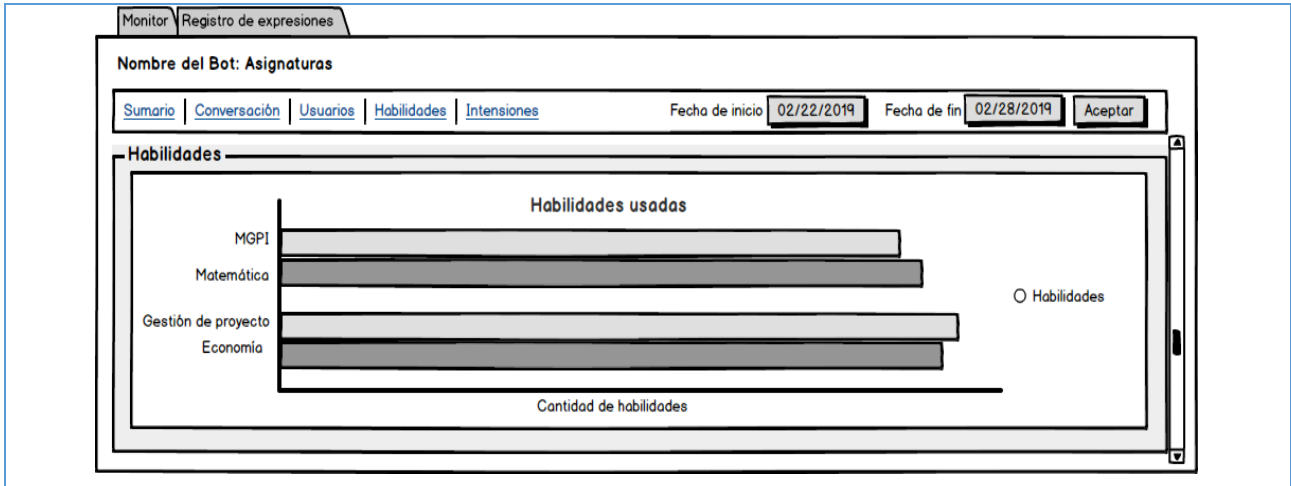 Monitor Registro de expresiones
Nombre del Bot: Asignaturas
Sumario Conversación Usuarios Habilidades Intensiones Fecha de inicio 02/22/2019 Fecha de fin 02/28/2019 Aceptar
Habilidades
Habilidades usadas
MGPI
Matemática
Gestión de proyecto
Economía
Habilidades
Cantidad de habilidades